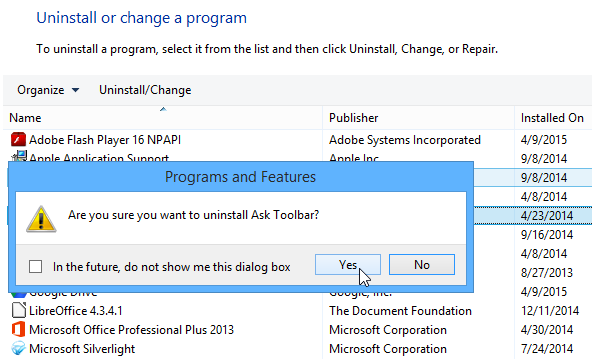 Uninstall or change a program
To uninstall a program, select it from the list and then click Uninstall, Change, or Repair.
Organize Uninstall/Change
Name Publisher Installed On
Adobe Flash Player 16 NPAPI Adobe Systems Incorporated 4/9/2015
Apple Application Support Apple Inc. 9/8/2014
9/8/2014
4/8/2014
4/23/2014
9/16/2014
4/8/2014
8/27/2013
Programs and Features
Are you sure you want to uninstall Ask Toolbar?
In the future, do not show me this dialog box Yes No
Google Drive Google, Inc. 4/9/2015
LibreOffice 4.3.4.1 The Document Foundation 12/11/2014
Microsoft Office Professional Plus 2013 Microsoft Corporation 4/30/2014
Microsoft Silverlight Microsoft Corporation 7/24/2014